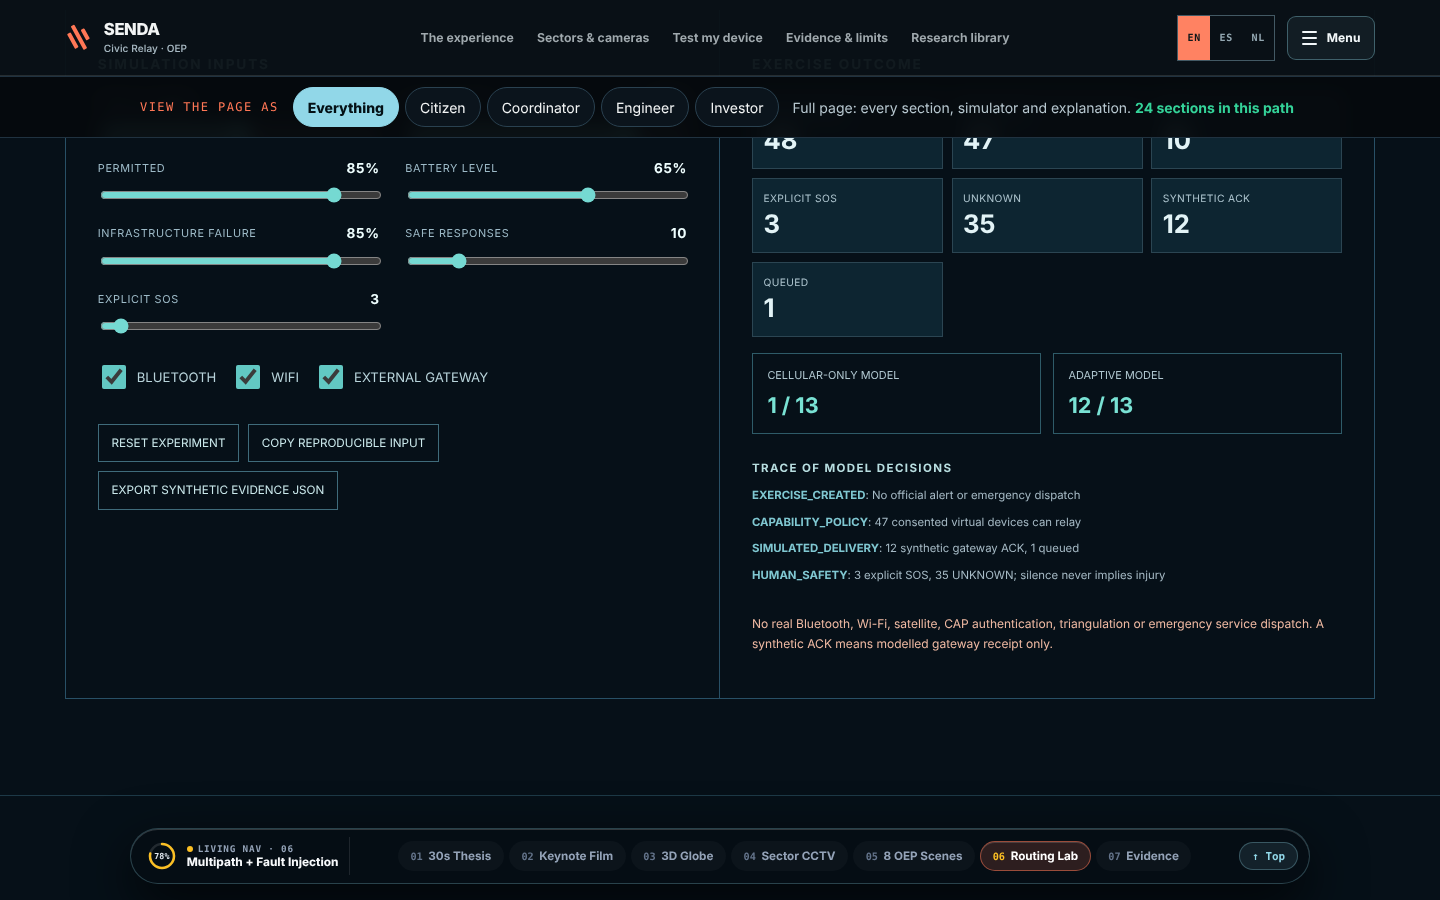 SENDA
Civic Relay · OEP
The experience
Sectors & cameras
Test my device
Evidence & limits
Research library
EN ES NL
Menu
SIMULATION INPUTS
EXERCISE OUTCOME
VIEW THE PAGE AS
Everything
Citizen
Coordinator
Engineer
Investor
Full page: every section, simulator and explanation. 24 sections in this path
PERMITTED 85%
BATTERY LEVEL 65%
INFRASTRUCTURE FAILURE 85%
SAFE RESPONSES 10
EXPLICIT SOS 3
BLUETOOTH
WIFI
EXTERNAL GATEWAY
RESET EXPERIMENT
COPY REPRODUCIBLE INPUT
EXPORT SYNTHETIC EVIDENCE JSON
48
47
10
EXPLICIT SOS
3
UNKNOWN
35
SYNTHETIC ACK
12
QUEUED
1
CELLULAR-ONLY MODEL
1 / 13
ADAPTIVE MODEL
12 / 13
TRACE OF MODEL DECISIONS
EXERCISE_CREATED: No official alert or emergency dispatch
CAPABILITY_POLICY: 47 consented virtual devices can relay
SIMULATED_DELIVERY: 12 synthetic gateway ACK, 1 queued
HUMAN_SAFETY: 3 explicit SOS, 35 UNKNOWN; silence never implies injury
No real Bluetooth, Wi-Fi, satellite, CAP authentication, triangulation or emergency service dispatch. A
synthetic ACK means modelled gateway receipt only.
78%
LIVING NAV · 06
Multipath + Fault Injection
01 30s Thesis
02 Keynote Film
03 3D Globe
04 Sector CCTV
05 8 OEP Scenes
06 Routing Lab
07 Evidence
↑ Top